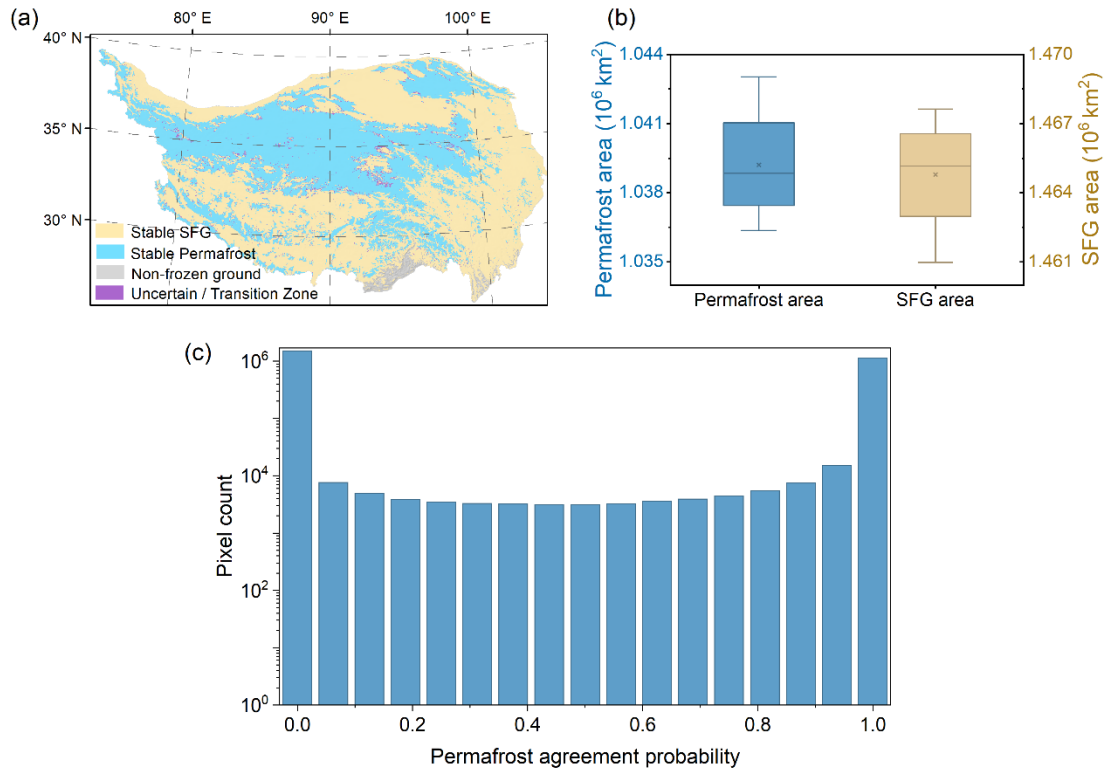 (a)
80° E
90° E
100° E
40° N
35° N
30° N
Stable SFG
Stable Permafrost
Non-frozen ground
Uncertain / Transition Zone
(b)
Permafrost area (10⁶ km²)
1.044
1.041
1.038
1.035
1.470
1.467
1.464
1.461
SFG area (10⁶ km²)
Permafrost area
SFG area
(c)
Pixel count
10⁶
10⁴
10²
10⁰
0.0
0.2
0.4
0.6
0.8
1.0
Permafrost agreement probability